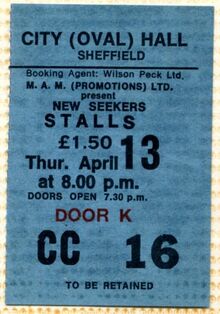 CITY (OVAL) HALL
SHEFFIELD
Booking Agent: Wilson Peck Ltd.
M. A. M. (PROMOTIONS) LTD.
present
NEW SEEKERS
STALLS
£1.50
Thur. April 13
at 8.00 p.m.
DOORS OPEN 7.30 p.m.
DOOR K
CC 16
TO BE RETAINED